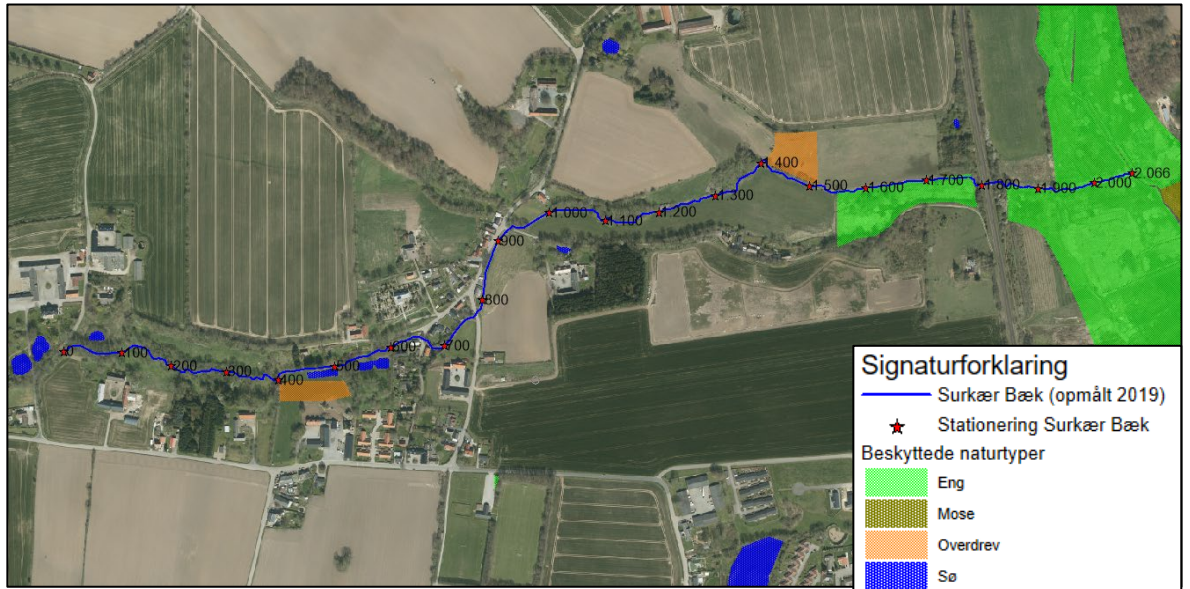 0
100
200
300
400
500
600
700
800
900
1.000
1.100
1.200
1.300
1.400
1.500
1.600
1.700
1.800
1.900
2.000
2.066
Signaturforklaring
Surkær Bæk (opmålt 2019)
Stationering Surkær Bæk
Beskyttede naturtyper
Eng
Mose
Overdrev
Sø